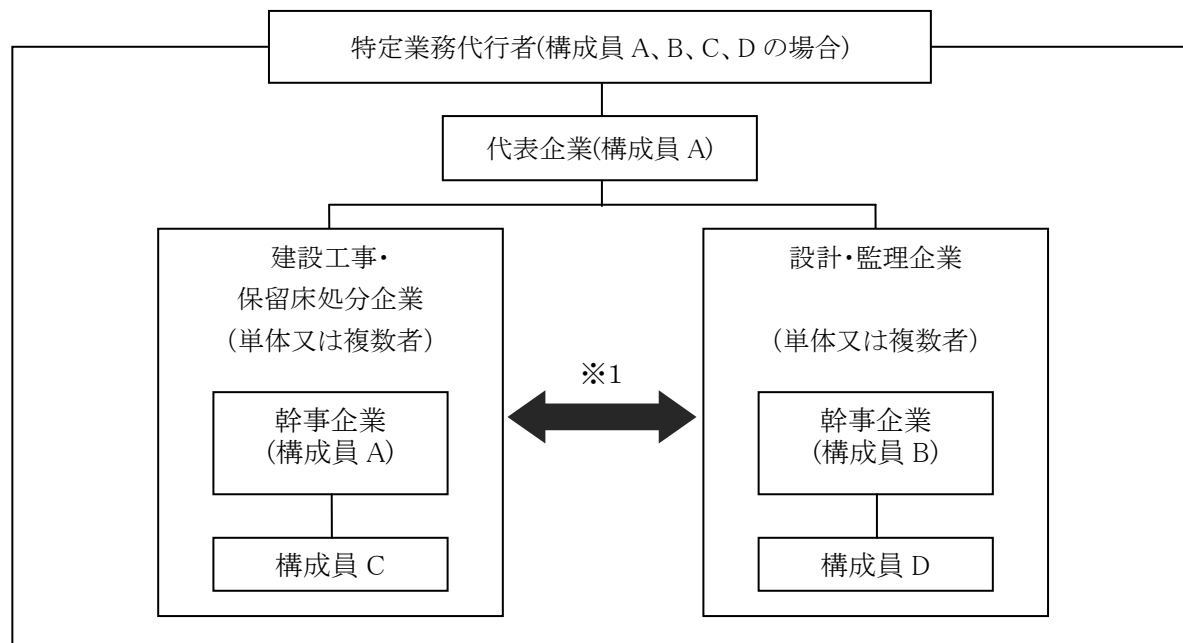 特定業務代行者(構成員 A、B、C、D の場合)
代表企業(構成員 A)
建設工事・
保留床処分企業
(単体又は複数者)
幹事企業
(構成員 A)
構成員 C
※1
設計・監理企業
(単体又は複数者)
幹事企業
(構成員 B)
構成員 D